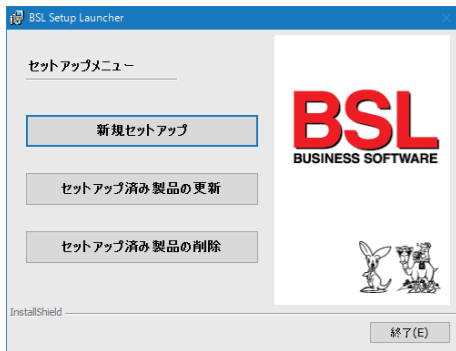 BSL Setup Launcher
セットアップメニュー
新規セットアップ
セットアップ済み製品の更新
セットアップ済み製品の削除
BSL
BUSINESS SOFTWARE
InstallShield
終了(E)